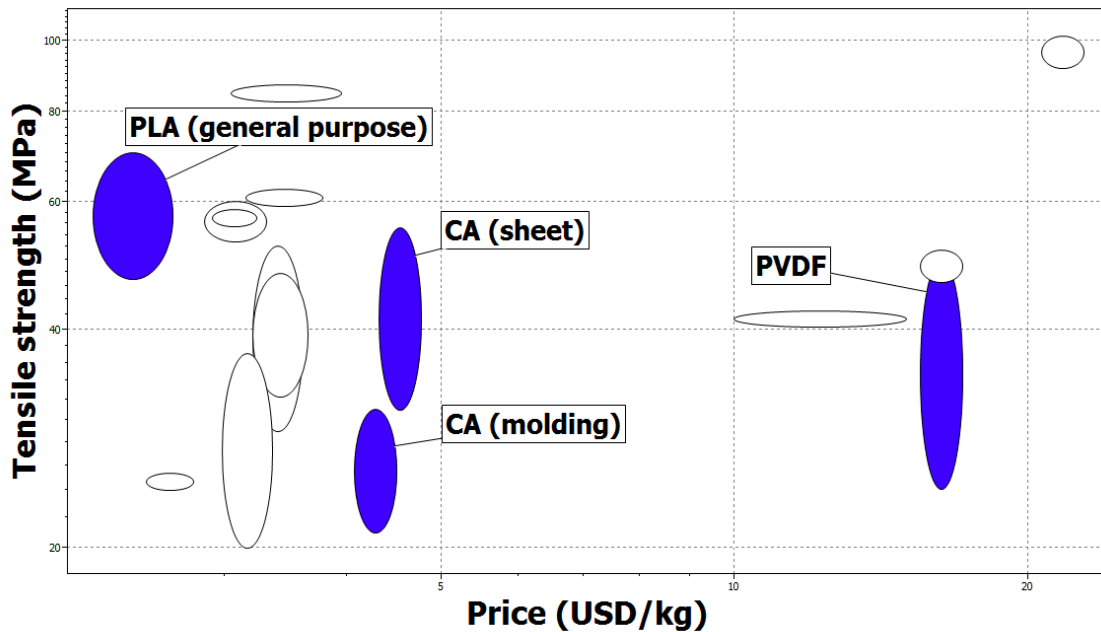 100
80
60
40
20
Tensile strength (MPa)
PLA (general purpose)
CA (sheet)
PVDF
CA (molding)
5
10
20
Price (USD/kg)